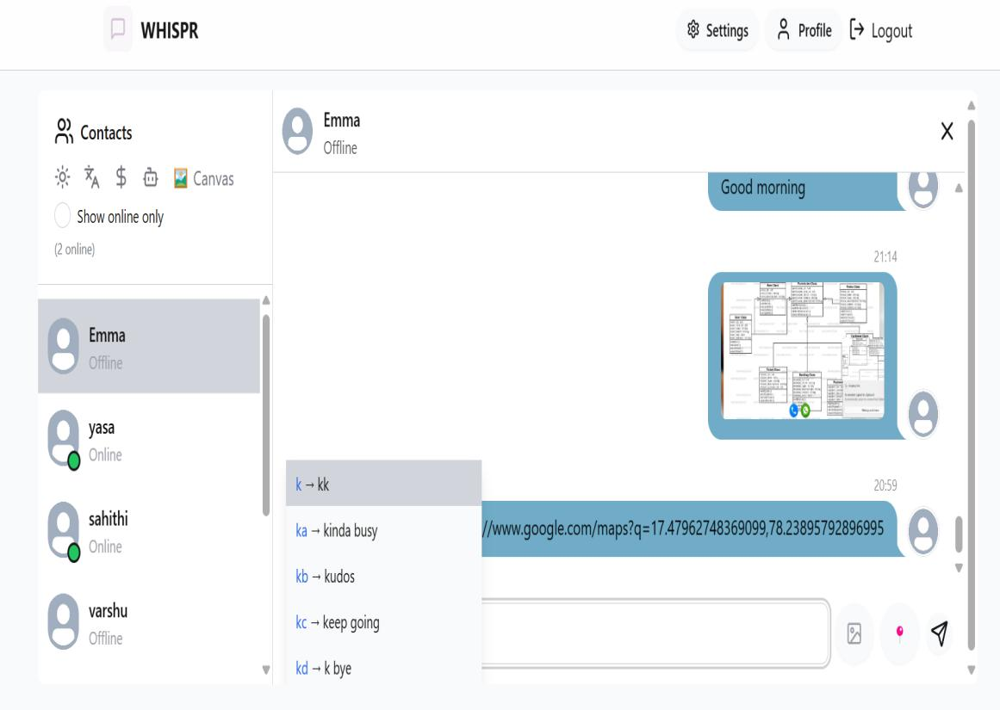 WHISPR
Settings
Profile
Logout
Contacts
Canvas
Show online only
(2 online)
Emma
Offline
yasa
Online
sahithi
Online
varshu
Offline
Emma
Offline
X
Good morning
21:14
20:59
//www.google.com/maps?q=17.47962748369099,78.23895792896995
k → kk
ka → kinda busy
kb → kudos
kc → keep going
kd → k bye